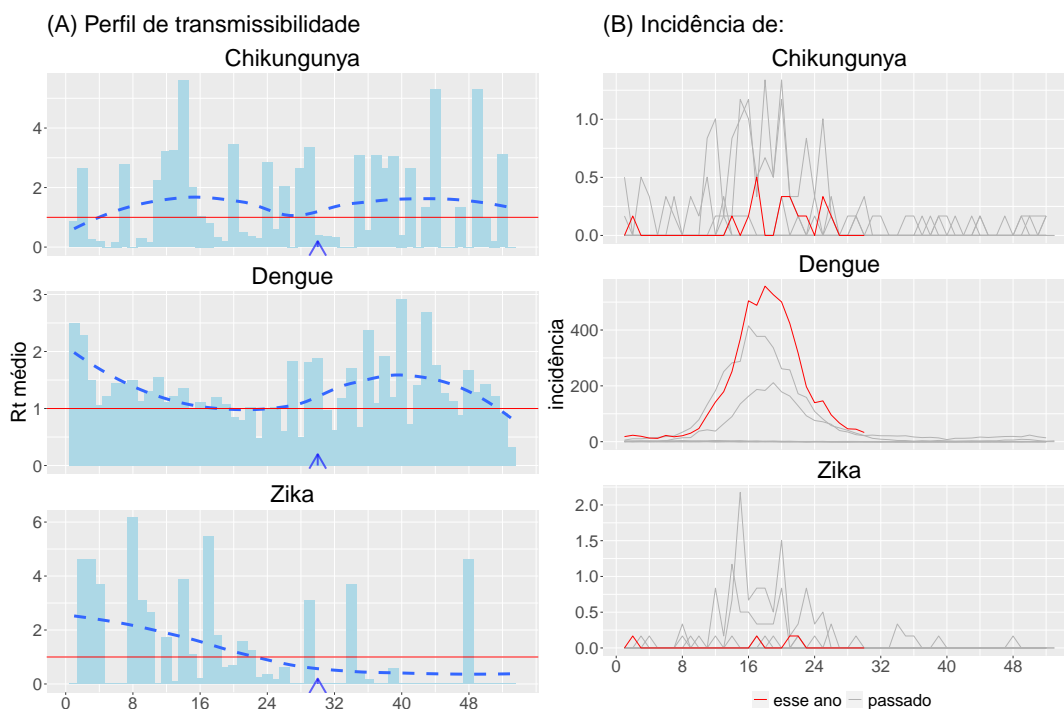 (A) Perfil de transmissibilidade
Chikungunya
4
2
0
Dengue
3
2
1
0
Zika
6
4
2
0
0 8 16 24 32 40 48
Rt médio
(B) Incidência de:
Chikungunya
1.0
0.5
0.0
Dengue
400
200
0
Zika
2.0
1.5
1.0
0.5
0.0
0 8 16 24 32 40 48
incidência
esse ano passado